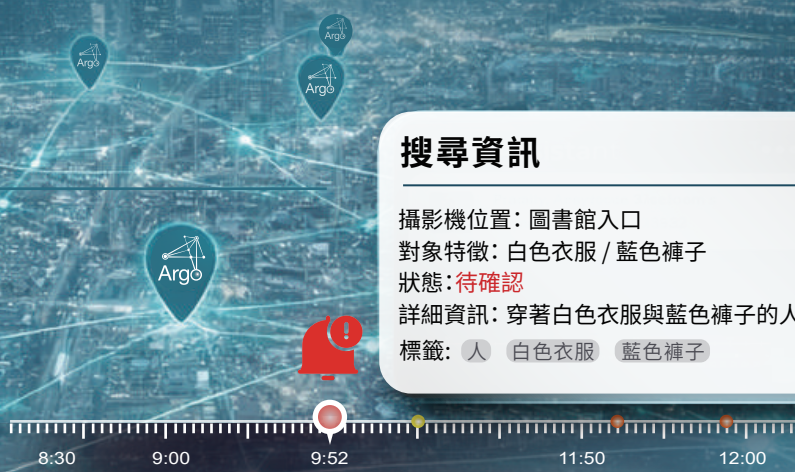 Argo
Argo
Argo
Argo
搜尋資訊
攝影機位置：圖書館入口
對象特徵：白色衣服 / 藍色褲子
狀態：待確認
詳細資訊：穿著白色衣服與藍色褲子的人
標籤: 人 白色衣服 藍色褲子
8:30 9:00 9:52 11:50 12:00